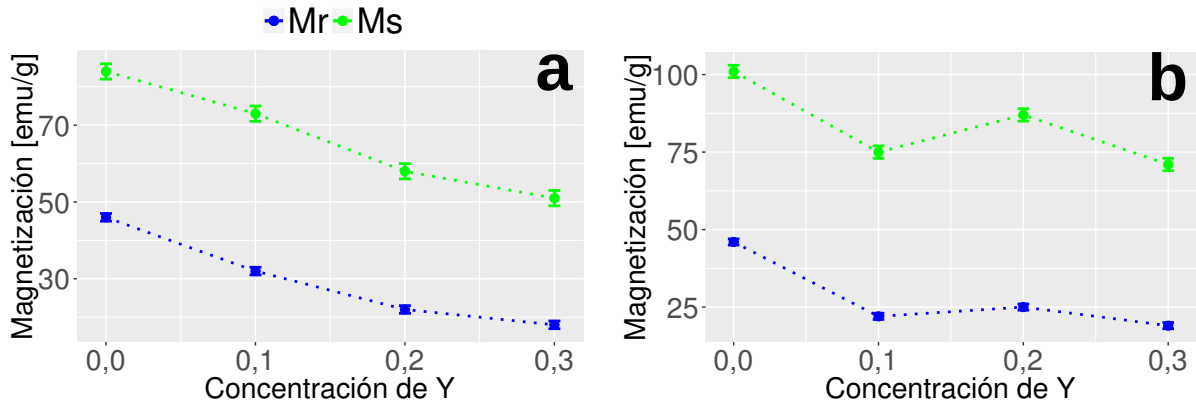 Mr Ms
a
Magnetización [emu/g]
70
50
30
0,0 0,1 0,2 0,3
Concentración de Y
b
Magnetización [emu/g]
100
75
50
25
0,0 0,1 0,2 0,3
Concentración de Y